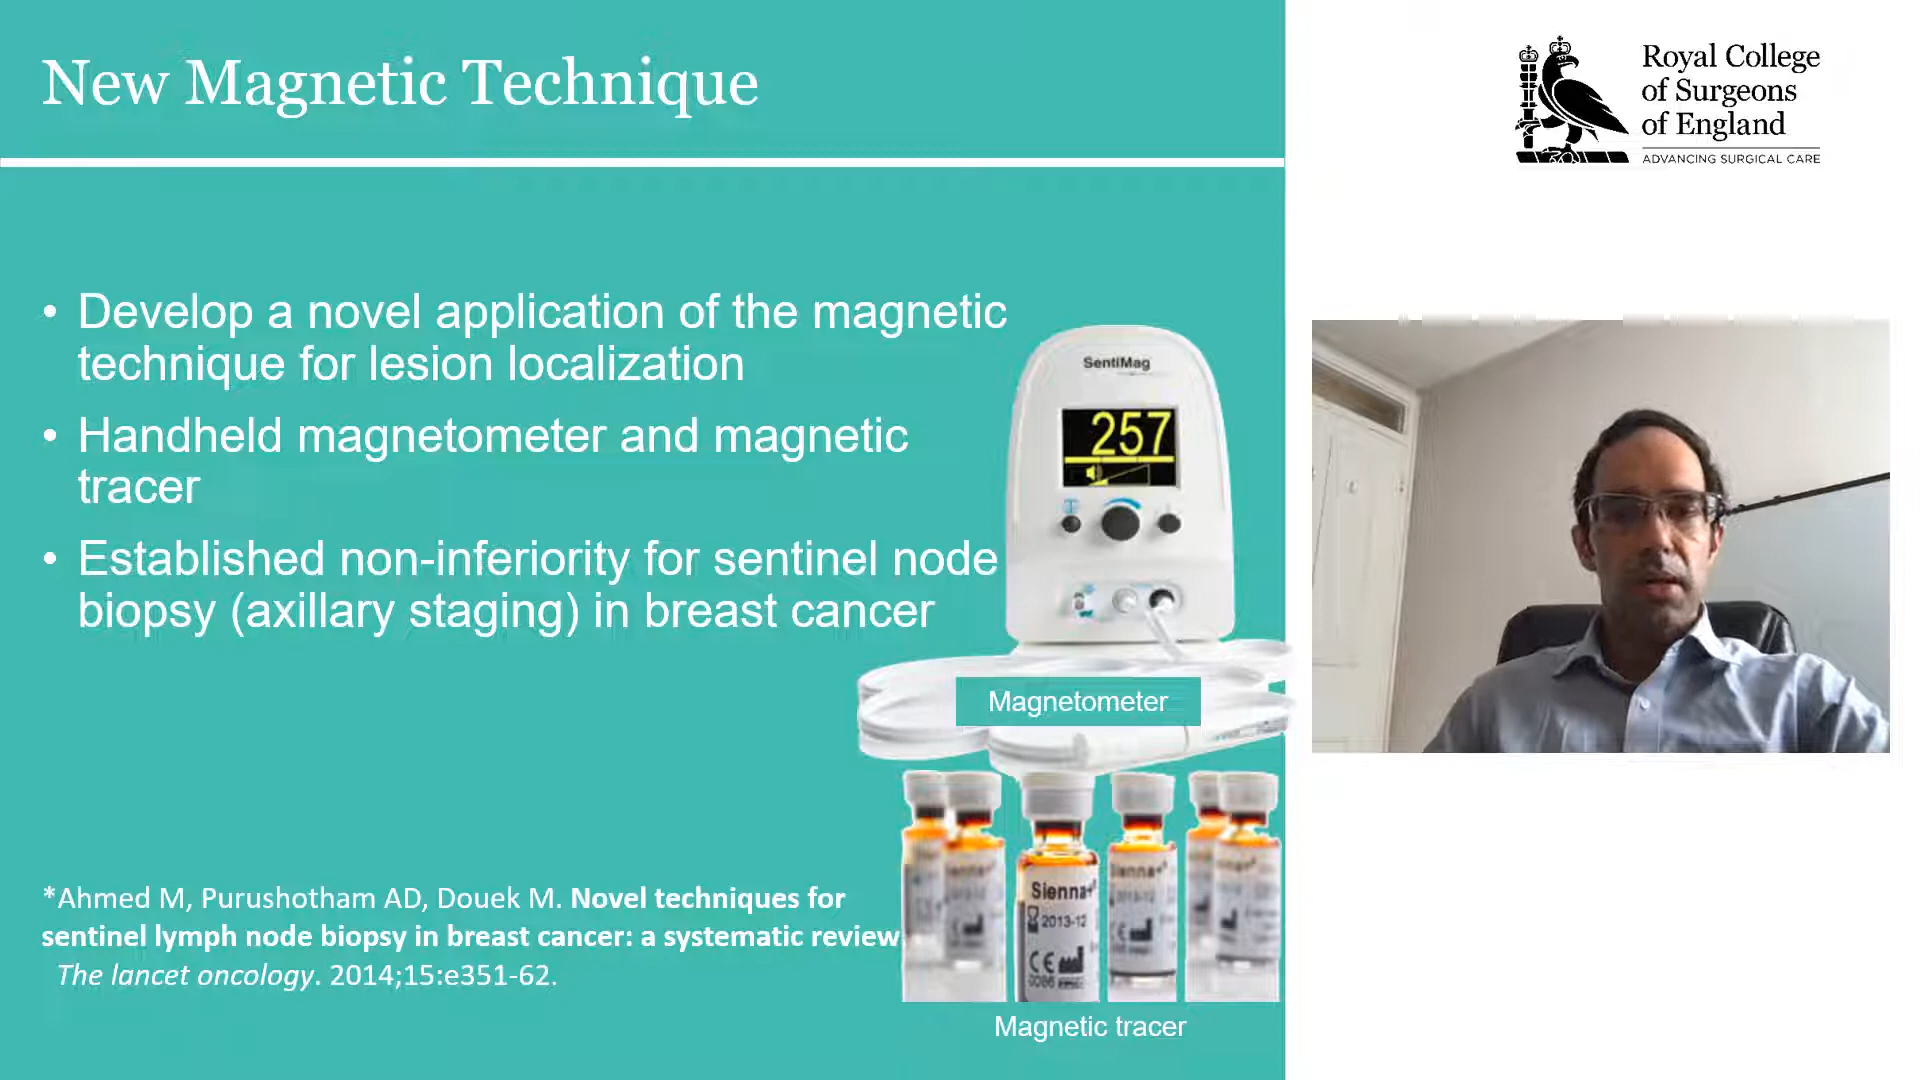 New Magnetic Technique
Royal College
of Surgeons
of England
ADVANCING SURGICAL CARE
• Develop a novel application of the magnetic
technique for lesion localization
• Handheld magnetometer and magnetic
tracer
• Established non-inferiority for sentinel node
biopsy (axillary staging) in breast cancer
SentiMag
257
Magnetometer
Sienna+®
2013-12
CE
0086
*Ahmed M, Purushotham AD, Douek M. Novel techniques for
sentinel lymph node biopsy in breast cancer: a systematic review
The lancet oncology. 2014;15:e351-62.
Magnetic tracer